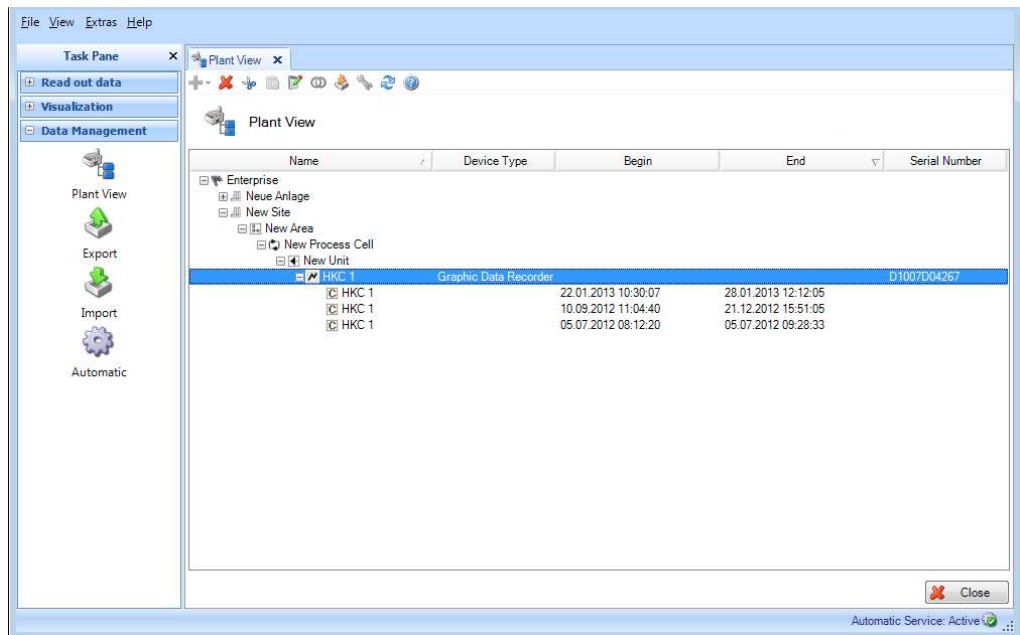 File View Extras Help
Task Pane
Plant View
Read out data
Visualization
Data Management
Plant View
Export
Import
Automatic
Plant View
Name Device Type Begin End Serial Number
Enterprise
Neue Anlage
New Site
New Area
New Process Cell
New Unit
HKC 1 Graphic Data Recorder D1007D04267
C HKC 1 22.01.2013 10:30:07 28.01.2013 12:12:05
C HKC 1 10.09.2012 11:04:40 21.12.2012 15:51:05
C HKC 1 05.07.2012 08:12:20 05.07.2012 09:28:33
Close
Automatic Service: Active